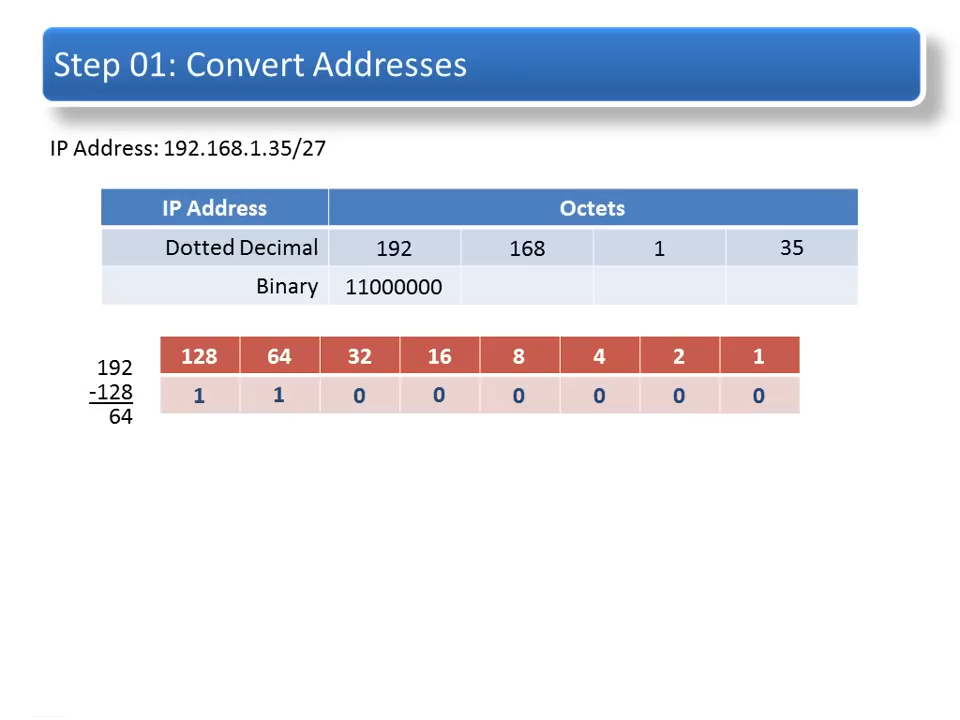 Step 01: Convert Addresses
IP Address: 192.168.1.35/27
IP Address Octets
Dotted Decimal 192 168 1 35
Binary 11000000
128 64 32 16 8 4 2 1
192
1 1 0 0 0 0 0 0
-128
64